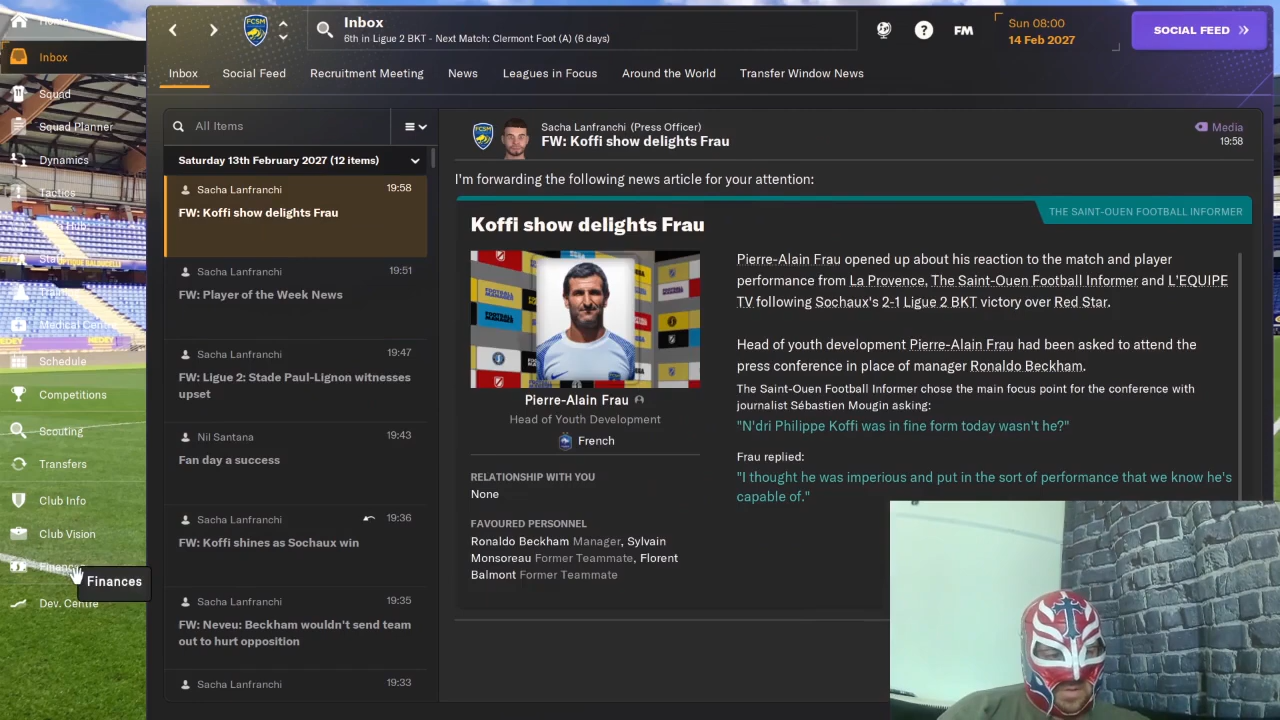 Home
Inbox
Squad
Squad Planner
Dynamics
Tactics
Medical Centre
Schedule
Competitions
Scouting
Transfers
Club Info
Club Vision
Finances
Finances
Dev. Centre
FCSM
Inbox
6th in Ligue 2 BKT - Next Match: Clermont Foot (A) (6 days)
?
FM
Sun 08:00
14 Feb 2027
SOCIAL FEED
Inbox
Social Feed
Recruitment Meeting
News
Leagues in Focus
Around the World
Transfer Window News
All Items
Saturday 13th February 2027 (12 items)
Sacha Lanfranchi 19:58
FW: Koffi show delights Frau
Sacha Lanfranchi 19:51
FW: Player of the Week News
Sacha Lanfranchi 19:47
FW: Ligue 2: Stade Paul-Lignon witnesses
upset
Nil Santana 19:43
Fan day a success
Sacha Lanfranchi 19:36
FW: Koffi shines as Sochaux win
Sacha Lanfranchi 19:35
FW: Neveu: Beckham wouldn't send team
out to hurt opposition
Sacha Lanfranchi 19:33
FCSM
Sacha Lanfranchi (Press Officer)
FW: Koffi show delights Frau
Media
19:58
I'm forwarding the following news article for your attention:
THE SAINT-OUEN FOOTBALL INFORMER
Koffi show delights Frau
Pierre-Alain Frau
Head of Youth Development
French
RELATIONSHIP WITH YOU
None
FAVOURED PERSONNEL
Ronaldo Beckham Manager, Sylvain
Monsoreau Former Teammate, Florent
Balmont Former Teammate
Pierre-Alain Frau opened up about his reaction to the match and player
performance from La Provence, The Saint-Ouen Football Informer and L'EQUIPE
TV following Sochaux's 2-1 Ligue 2 BKT victory over Red Star.
Head of youth development Pierre-Alain Frau had been asked to attend the
press conference in place of manager Ronaldo Beckham.
The Saint-Ouen Football Informer chose the main focus point for the conference with
journalist Sébastien Mougin asking:
"N'dri Philippe Koffi was in fine form today wasn't he?"
Frau replied:
"I thought he was imperious and put in the sort of performance that we know he's
capable of."